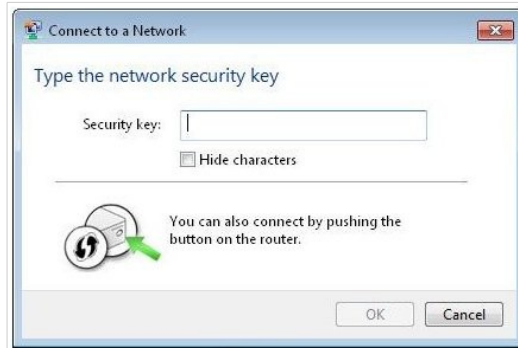 Connect to a Network
Type the network security key
Security key:
Hide characters
You can also connect by pushing the
button on the router.
OK
Cancel